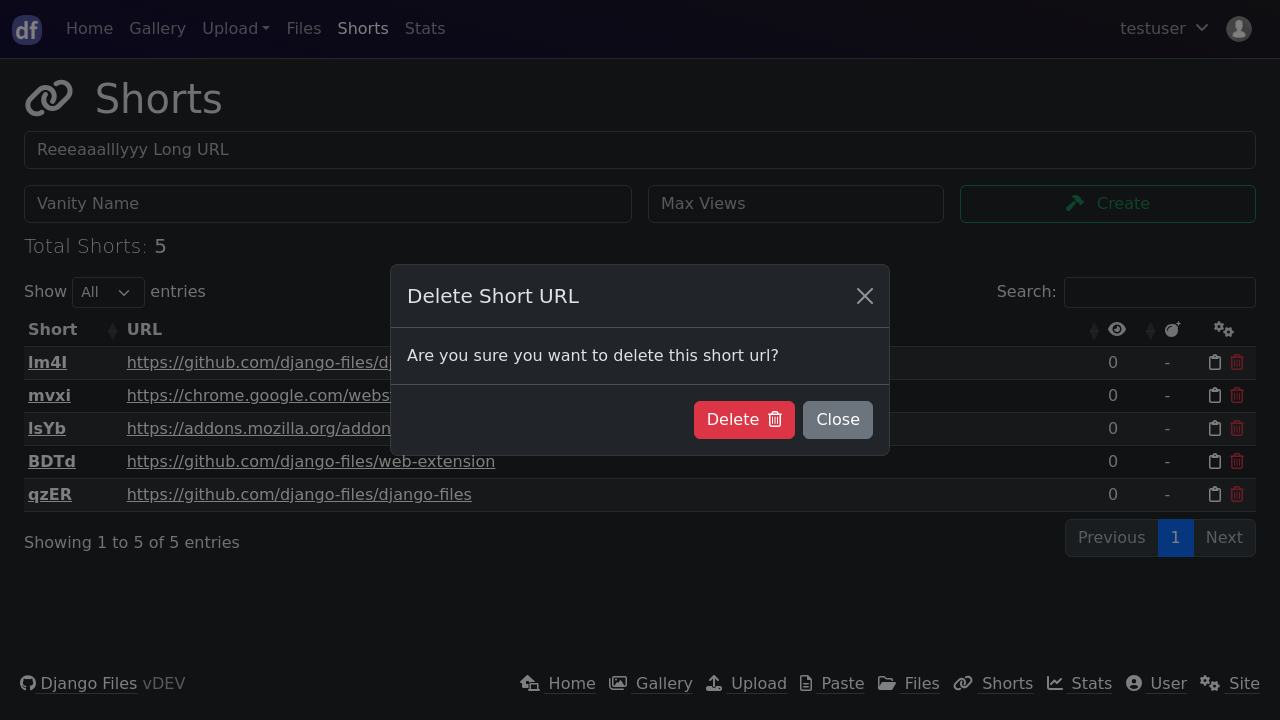 df Home Gallery Upload Files Shorts Stats testuser
Shorts
Reeeaaalllyyy Long URL
Vanity Name Max Views Create
Total Shorts: 5
Show All entries Search:
Short URL
https://github.com/django-files/dj 0 -
mvxi https://chrome.google.com/webs 0 -
https://addons.mozilla.org/addon 0 -
BDTd https://github.com/django-files/web-extension 0 -
qzER https://github.com/django-files/django-files 0 -
Showing 1 to 5 of 5 entries Previous 1 Next
Delete Short URL
Are you sure you want to delete this short url?
Delete Close
Django Files vDEV Home Gallery Upload Paste Files Shorts Stats User Site